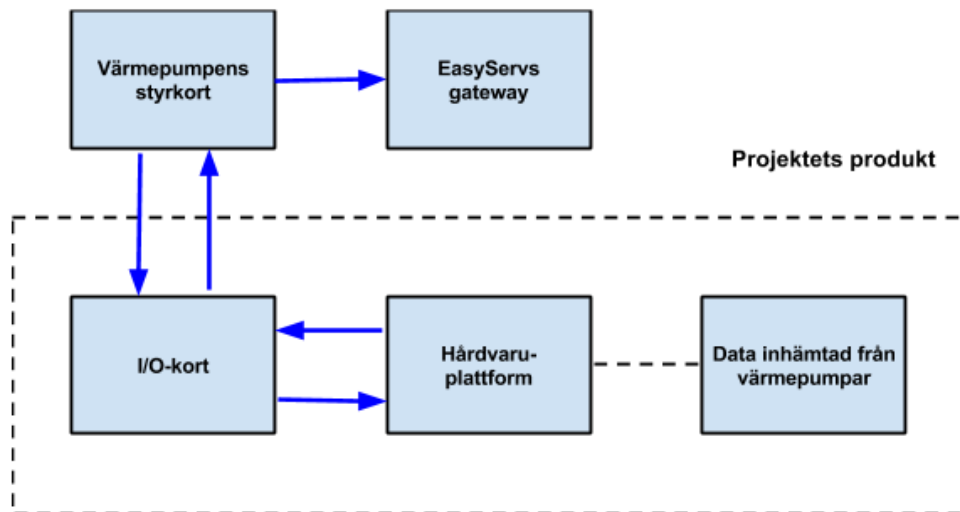 Värmepumpens
styrkort
EasyServs
gateway
Projektets produkt
I/O-kort
Hårdvaru-
plattform
Data inhämtad från
värmepumpar